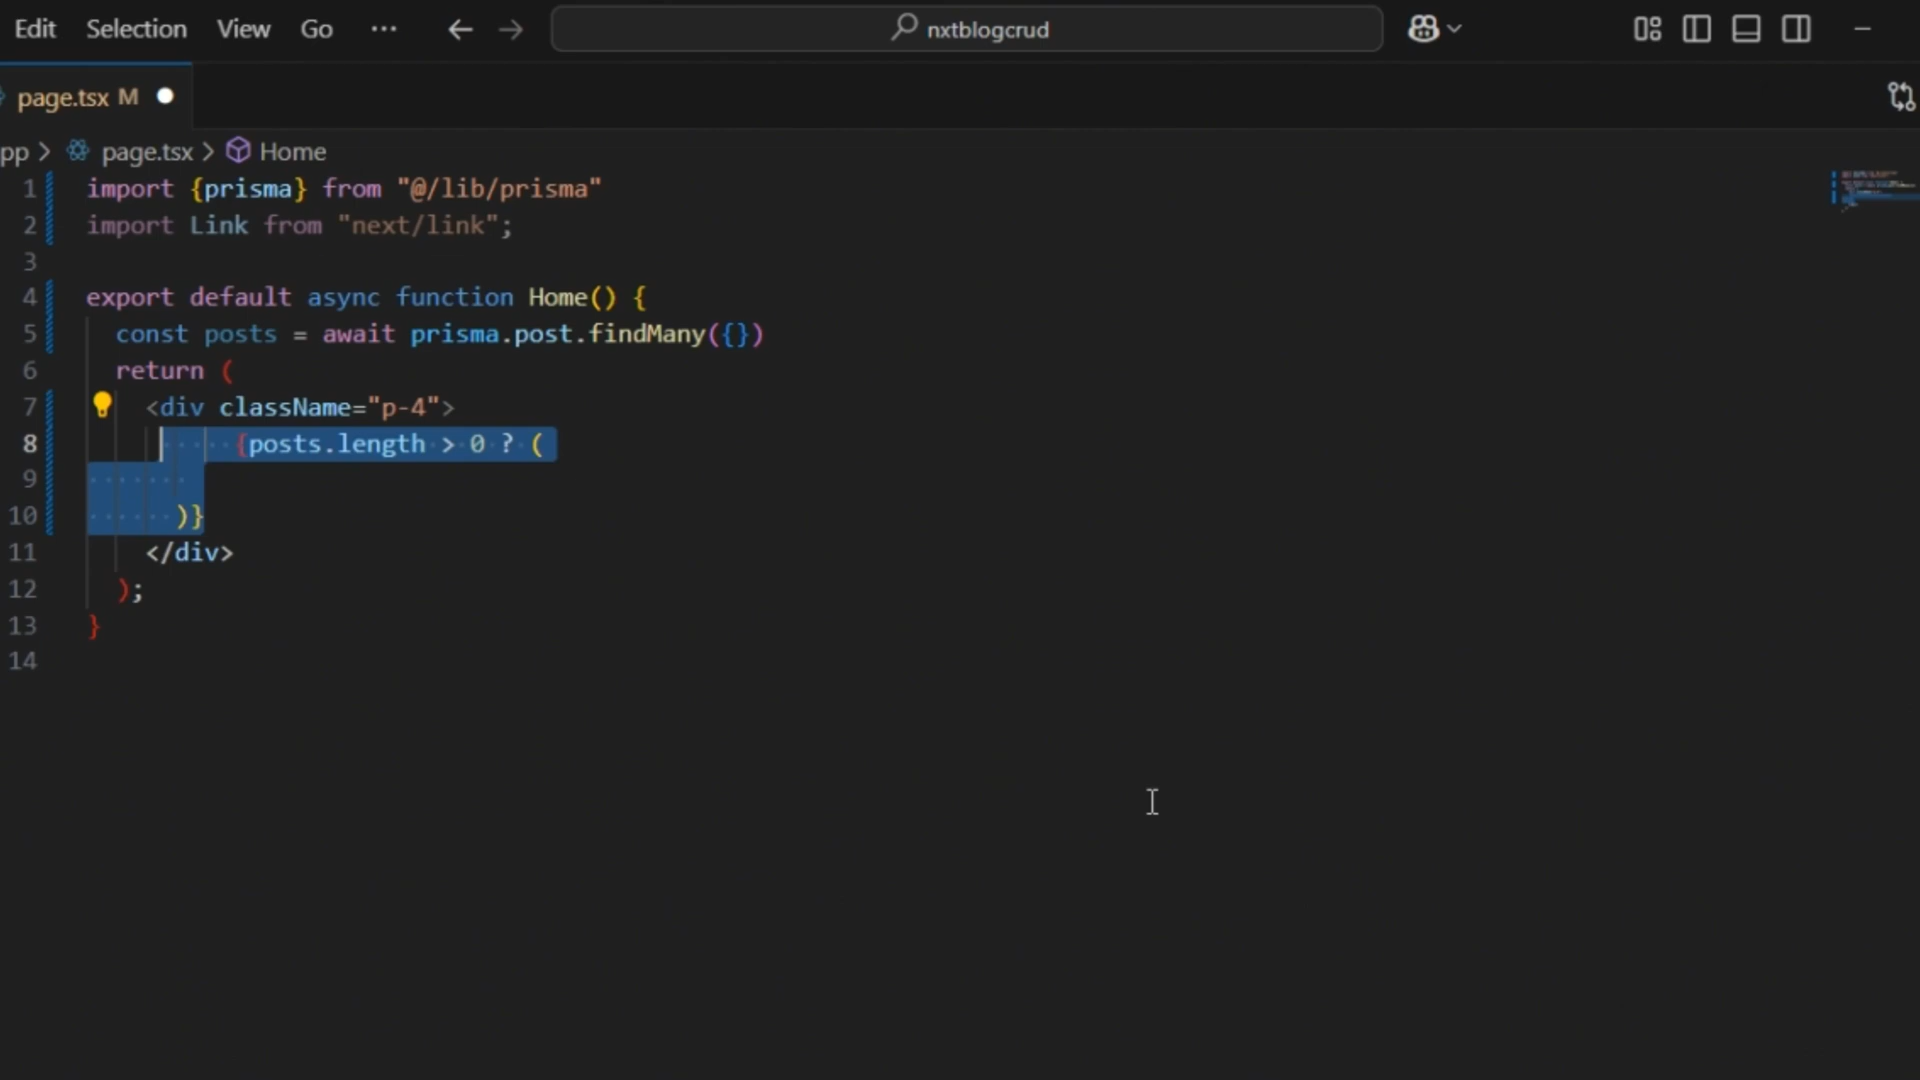 Edit Selection View Go ··· nxtblogcrud
page.tsx M
pp > page.tsx > Home
1 import {prisma} from "@/lib/prisma"
2 import Link from "next/link";
3
4 export default async function Home() {
5 const posts = await prisma.post.findMany({})
6 return (
7 <div className="p-4">
8 {posts.length > 0 ? (
9
10 )}
11 </div>
12 );
13 }
14